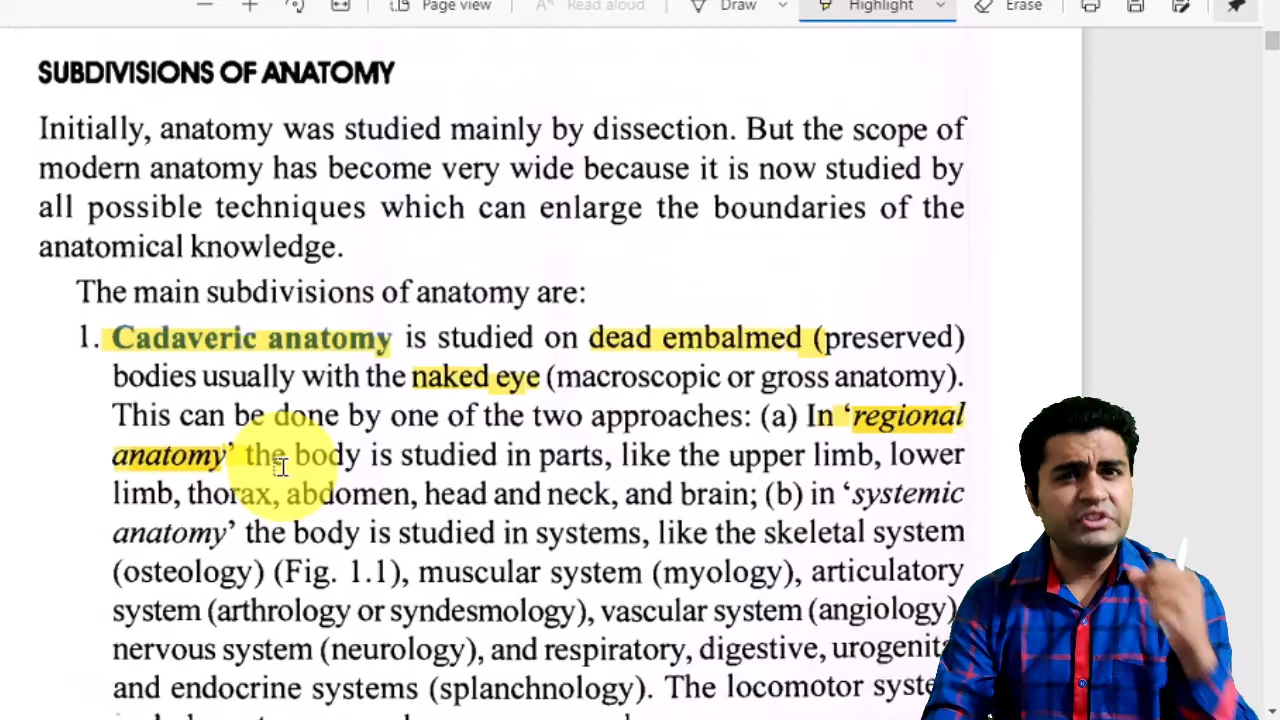 Page view
Read aloud
Draw
Highlight
Erase
SUBDIVISIONS OF ANATOMY
Initially, anatomy was studied mainly by dissection. But the scope of
modern anatomy has become very wide because it is now studied by
all possible techniques which can enlarge the boundaries of the
anatomical knowledge.
The main subdivisions of anatomy are:
1. Cadaveric anatomy is studied on dead embalmed (preserved)
bodies usually with the naked eye (macroscopic or gross anatomy).
This can be done by one of the two approaches: (a) In ‘regional
anatomy’ the body is studied in parts, like the upper limb, lower
limb, thorax, abdomen, head and neck, and brain; (b) in ‘systemic
anatomy’ the body is studied in systems, like the skeletal system
(osteology) (Fig. 1.1), muscular system (myology), articulatory
system (arthrology or syndesmology), vascular system (angiology)
nervous system (neurology), and respiratory, digestive, urogenita
and endocrine systems (splanchnology). The locomotor syste